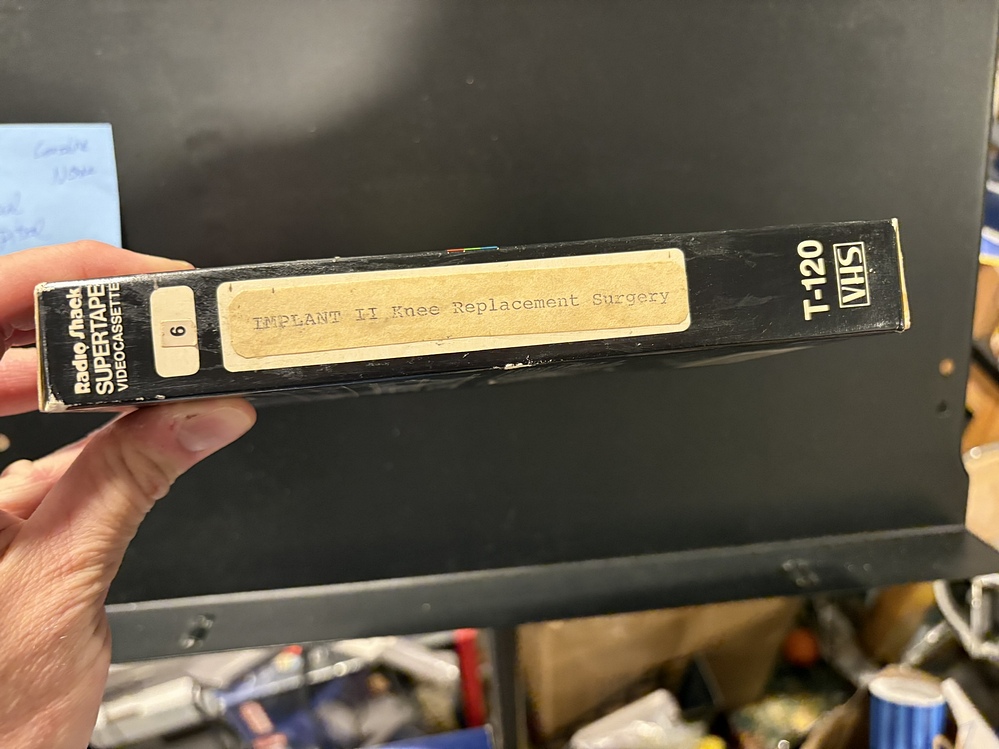 Radio Shack
SUPERTAPE
VIDEOCASSETTE
6
IMPLANT II Knee Replacement Surgery
T-120
VHS